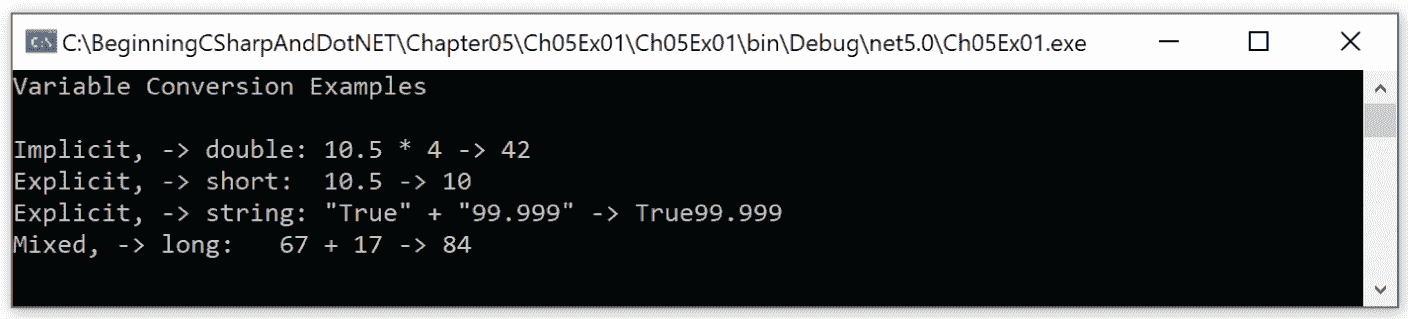 C:\BeginningCSharpAndDotNET\Chapter05\Ch05Ex01\Ch05Ex01\bin\Debug\net5.0\Ch05Ex01.exe
Variable Conversion Examples
Implicit, -> double: 10.5 * 4 -> 42
Explicit, -> short:  10.5 -> 10
Explicit, -> string: "True" + "99.999" -> True99.999
Mixed, -> long:   67 + 17 -> 84